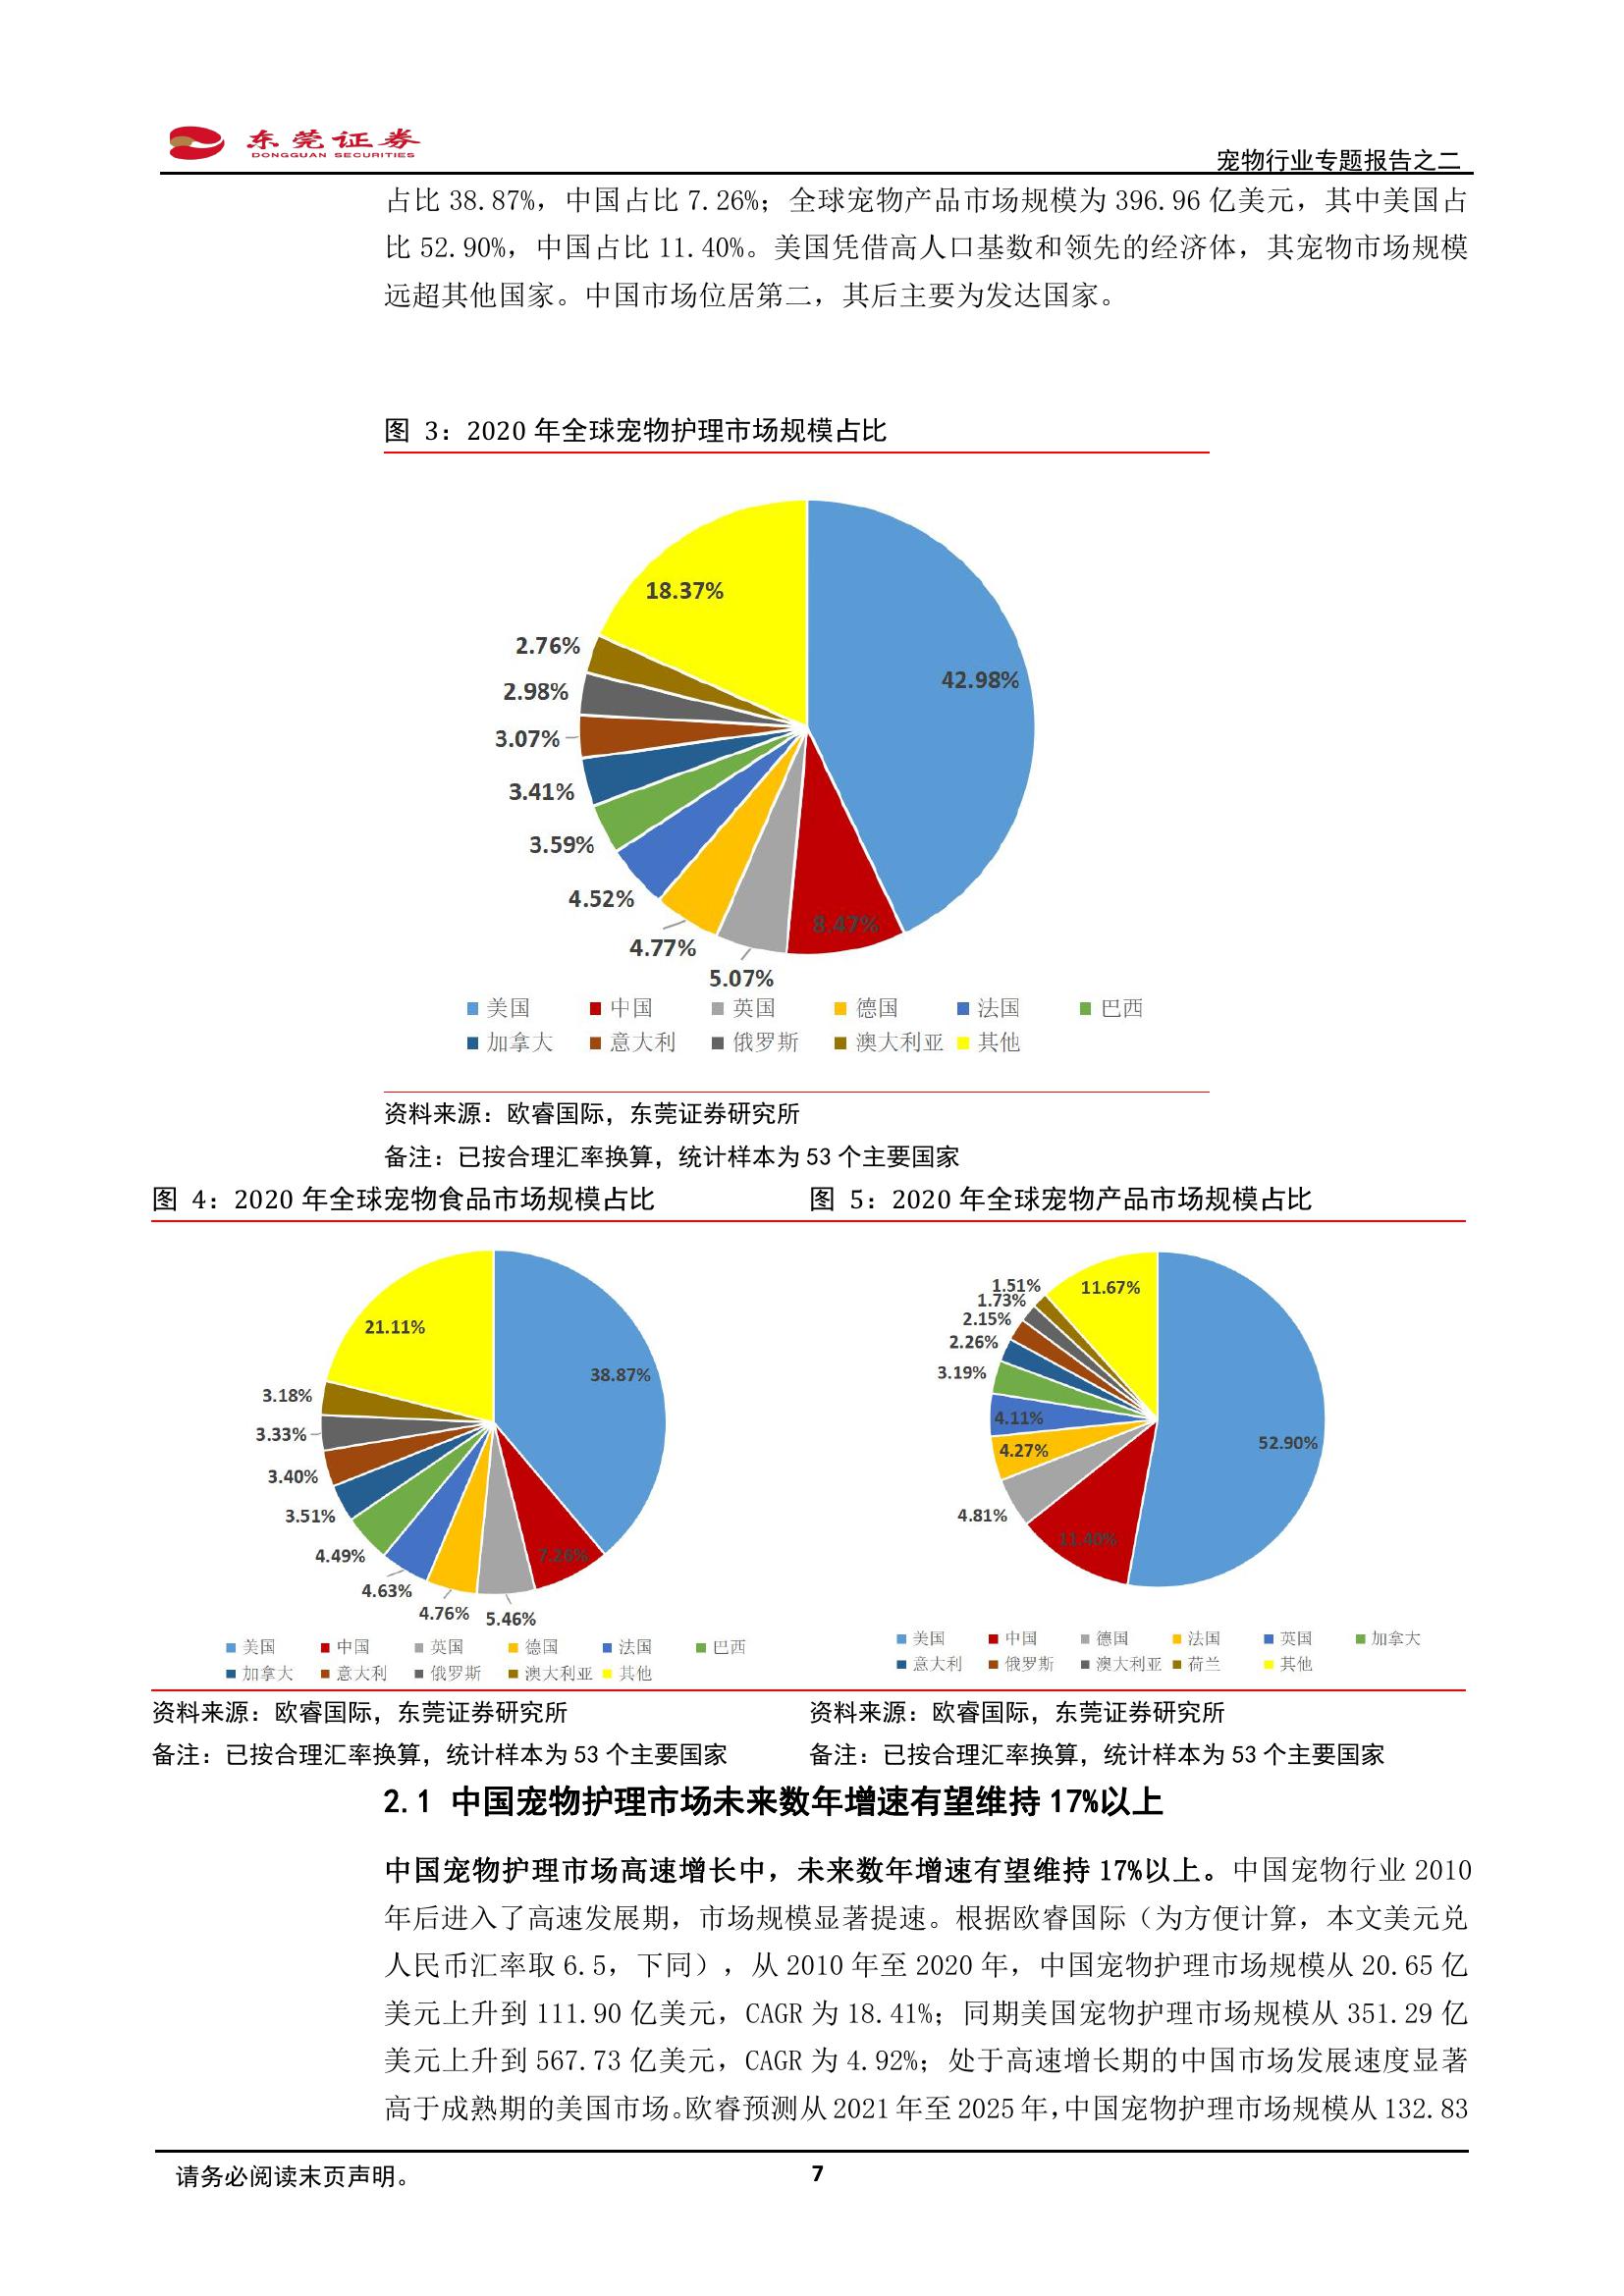 东莞证券
DONGGUAN SECURITIES
宠物行业专题报告之二
占比 38.87%，中国占比 7.26%；全球宠物产品市场规模为 396.96 亿美元，其中美国占
比 52.90%，中国占比 11.40%。美国凭借高人口基数和领先的经济体，其宠物市场规模
远超其他国家。中国市场位居第二，其后主要为发达国家。
图 3：2020 年全球宠物护理市场规模占比
18.37%
2.76%
42.98%
2.98%
3.07%
3.41%
3.59%
4.52%
8.47%
4.77%
5.07%
美国 中国 英国 德国 法国 巴西
加拿大 意大利 俄罗斯 澳大利亚 其他
资料来源：欧睿国际，东莞证券研究所
备注：已按合理汇率换算，统计样本为 53 个主要国家
图 4：2020 年全球宠物食品市场规模占比
21.11%
38.87%
3.18%
3.33%
3.40%
3.51%
4.49%
7.26%
4.63%
4.76%
5.46%
美国 中国 英国 德国 法国 巴西
加拿大 意大利 俄罗斯 澳大利亚 其他
资料来源：欧睿国际，东莞证券研究所
备注：已按合理汇率换算，统计样本为 53 个主要国家
图 5：2020 年全球宠物产品市场规模占比
1.51%
11.67%
1.73%
2.15%
2.26%
3.19%
4.11%
52.90%
4.27%
4.81%
11.40%
美国 中国 德国 法国 英国 加拿大
意大利 俄罗斯 澳大利亚 荷兰 其他
资料来源：欧睿国际，东莞证券研究所
备注：已按合理汇率换算，统计样本为 53 个主要国家
2.1 中国宠物护理市场未来数年增速有望维持 17%以上
中国宠物护理市场高速增长中，未来数年增速有望维持 17%以上。中国宠物行业 2010
年后进入了高速发展期，市场规模显著提速。根据欧睿国际（为方便计算，本文美元兑
人民币汇率取 6.5，下同），从 2010 年至 2020 年，中国宠物护理市场规模从 20.65 亿
美元上升到 111.90 亿美元，CAGR 为 18.41%；同期美国宠物护理市场规模从 351.29 亿
美元上升到 567.73 亿美元，CAGR 为 4.92%；处于高速增长期的中国市场发展速度显著
高于成熟期的美国市场。欧睿预测从 2021 年至 2025 年，中国宠物护理市场规模从 132.83
请务必阅读末页声明。
7